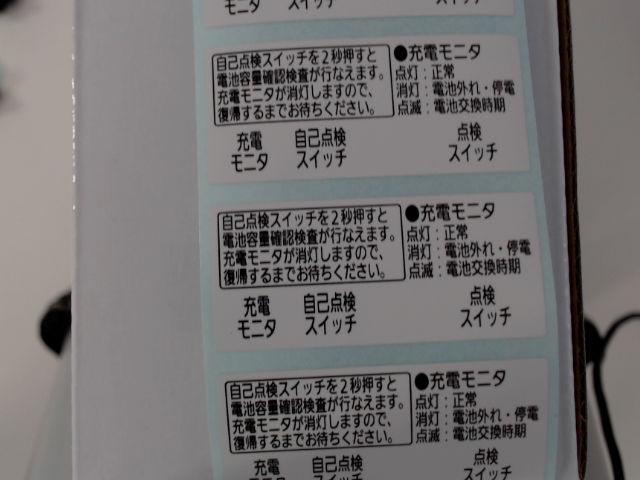 モニタ スイッチ スイッチ
自己点検スイッチを2秒押すと
電池容量確認検査が行なえます。
充電モニタが消灯しますので、
復帰するまでお待ちください。
●充電モニタ
点灯：正常
消灯：電池外れ・停電
点滅：電池交換時期
充電 自己点検 点検
モニタ スイッチ スイッチ
自己点検スイッチを2秒押すと
電池容量確認検査が行なえます。
充電モニタが消灯しますので、
復帰するまでお待ちください。
●充電モニタ
点灯：正常
消灯：電池外れ・停電
点滅：電池交換時期
充電 自己点検 点検
モニタ スイッチ スイッチ
自己点検スイッチを2秒押すと
電池容量確認検査が行なえます。
充電モニタが消灯しますので、
復帰するまでお待ちください。
●充電モニタ
点灯：正常
消灯：電池外れ・停電
点滅：電池交換時期
充電 自己点検 点検
モニタ スイッチ スイッチ